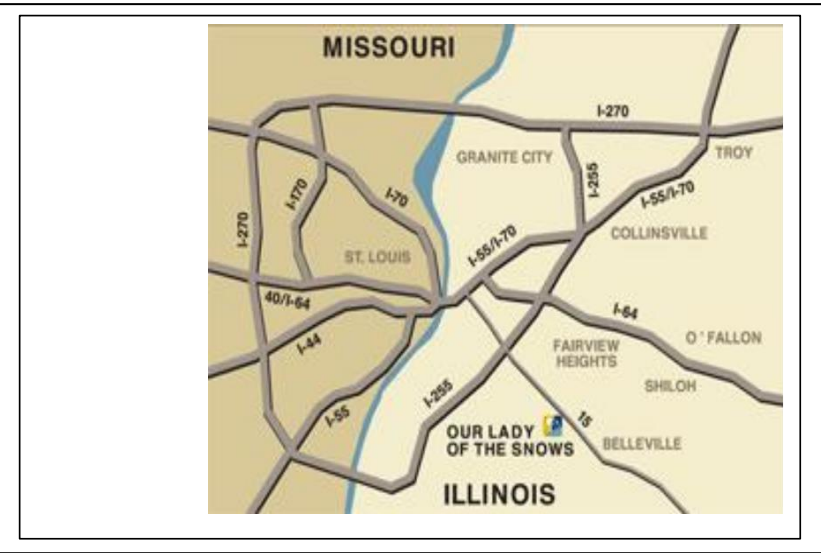 MISSOURI
I-270
GRANITE CITY
TROY
I-255
I-170
I-70
I-55/I-70
I-270
COLLINSVILLE
I-55/I-70
ST. LOUIS
40/I-64
I-64
I-44
FAIRVIEW
HEIGHTS
O ' FALLON
SHILOH
I-255
I-55
15
OUR LADY
OF THE SNOWS
BELLEVILLE
ILLINOIS